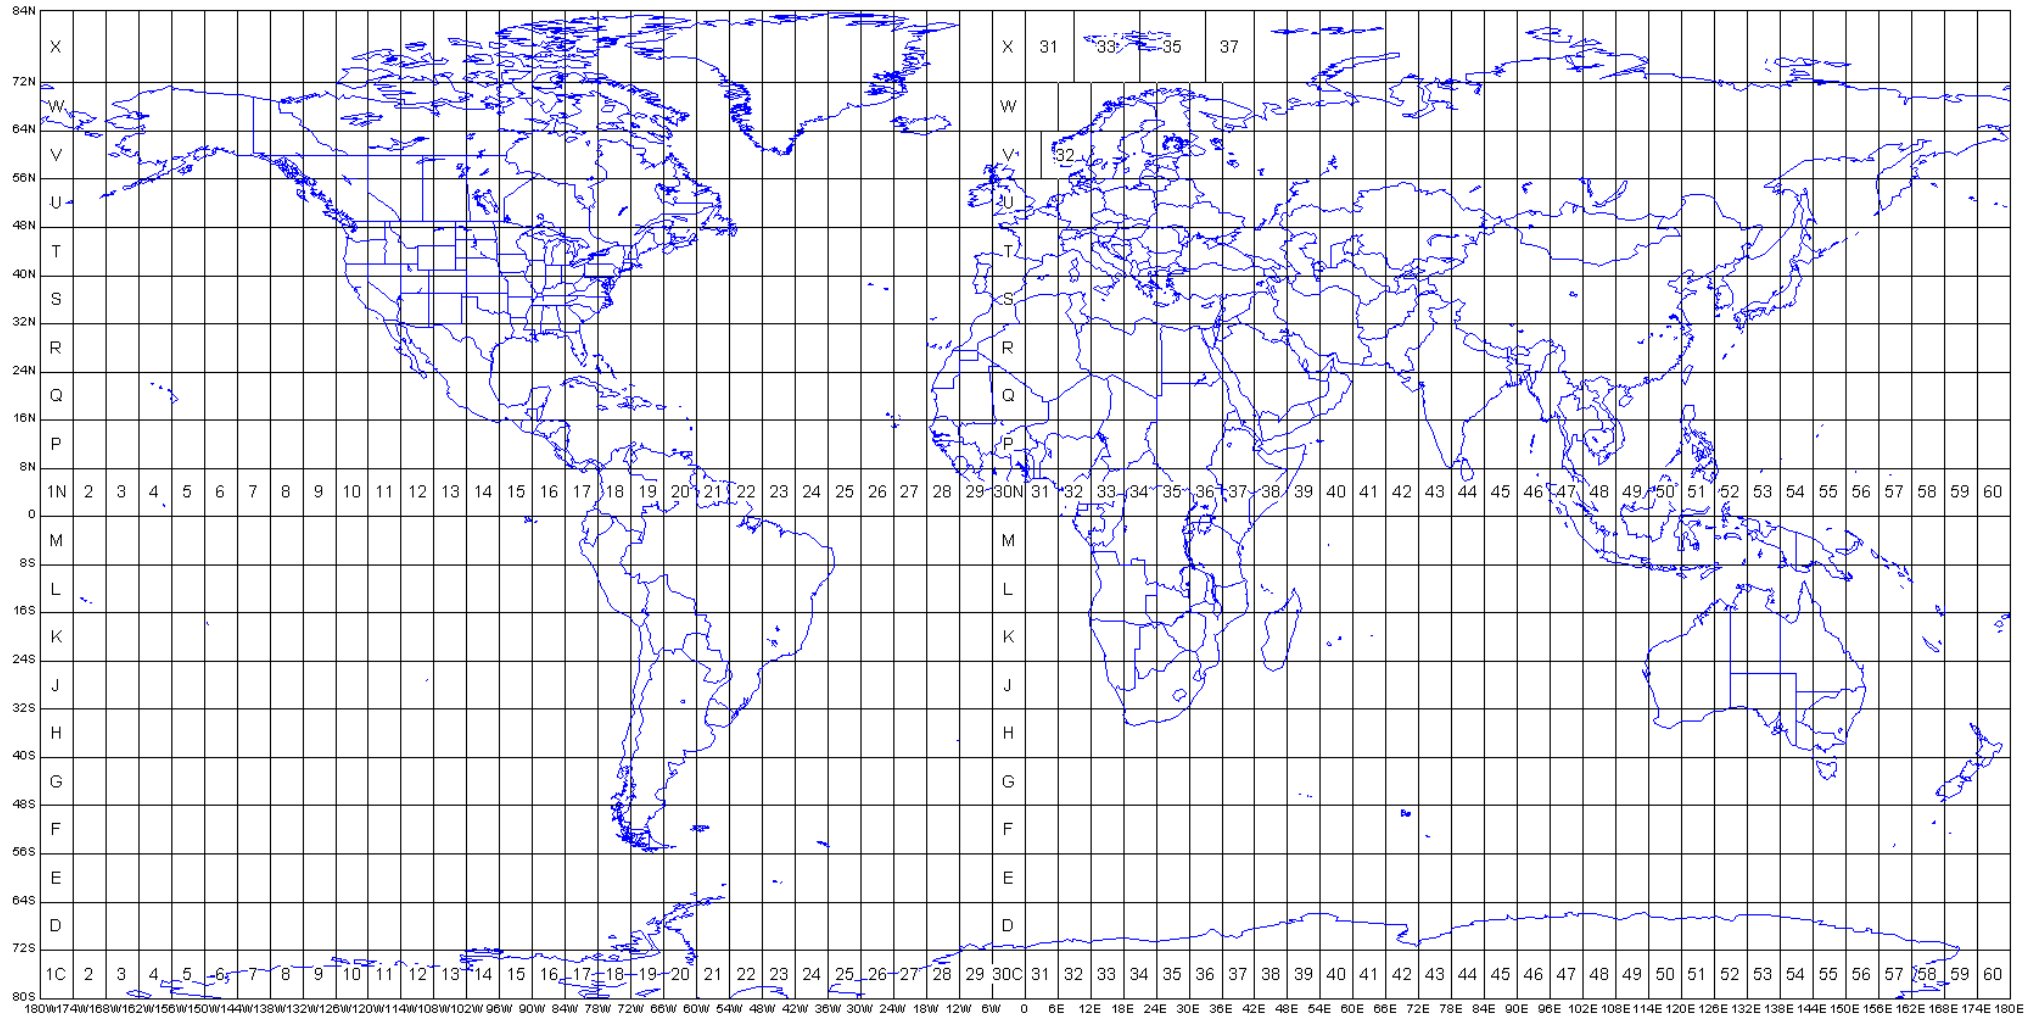 84N
X X 31 33 35 37
72N
W W
64N
V V 32
56N
U U
48N
T T
40N
S S
32N
R R
24N
Q Q
16N
P P
8N
1N 2 3 4 5 6 7 8 9 10 11 12 13 14 15 16 17 18 19 20 21 22 23 24 25 26 27 28 29 30N 31 32 33 34 35 36 37 38 39 40 41 42 43 44 45 46 47 48 49 50 51 52 53 54 55 56 57 58 59 60
0
M M
8S
L L
16S
K K
24S
J J
32S
H H
40S
G G
48S
F F
56S
E E
64S
D D
72S
1C 2 3 4 5 6 7 8 9 10 11 12 13 14 15 16 17 18 19 20 21 22 23 24 25 26 27 28 29 30C 31 32 33 34 35 36 37 38 39 40 41 42 43 44 45 46 47 48 49 50 51 52 53 54 55 56 57 58 59 60
80S
180W 174W 168W 162W 156W 150W 144W 138W 132W 126W 120W 114W 108W 102W 96W 90W 84W 78W 72W 66W 60W 54W 48W 42W 36W 30W 24W 18W 12W 6W 0 6E 12E 18E 24E 30E 36E 42E 48E 54E 60E 66E 72E 78E 84E 90E 96E 102E 108E 114E 120E 126E 132E 138E 144E 150E 156E 162E 168E 174E 180E